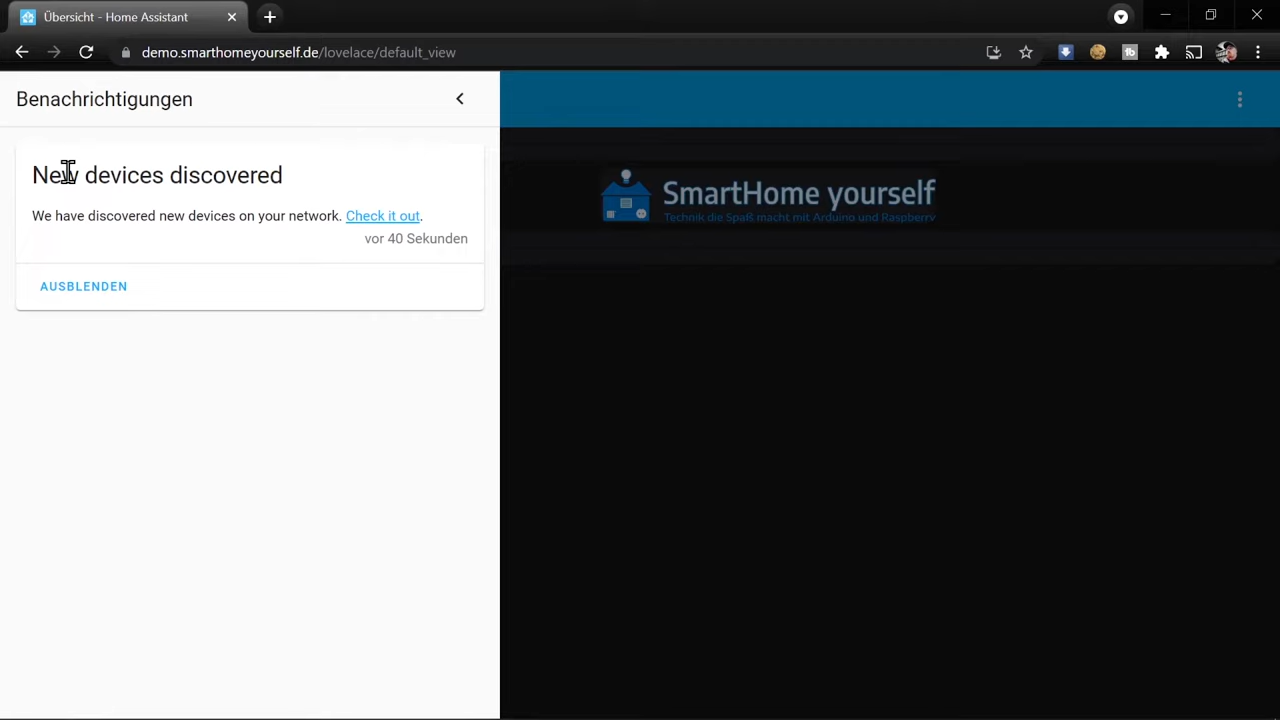 Übersicht - Home Assistant
demo.smarthomeyourself.de/lovelace/default_view
Benachrichtigungen
New devices discovered
We have discovered new devices on your network. Check it out.
vor 40 Sekunden
AUSBLENDEN
SmartHome yourself
Technik die Spaß macht mit Arduino und Raspberry